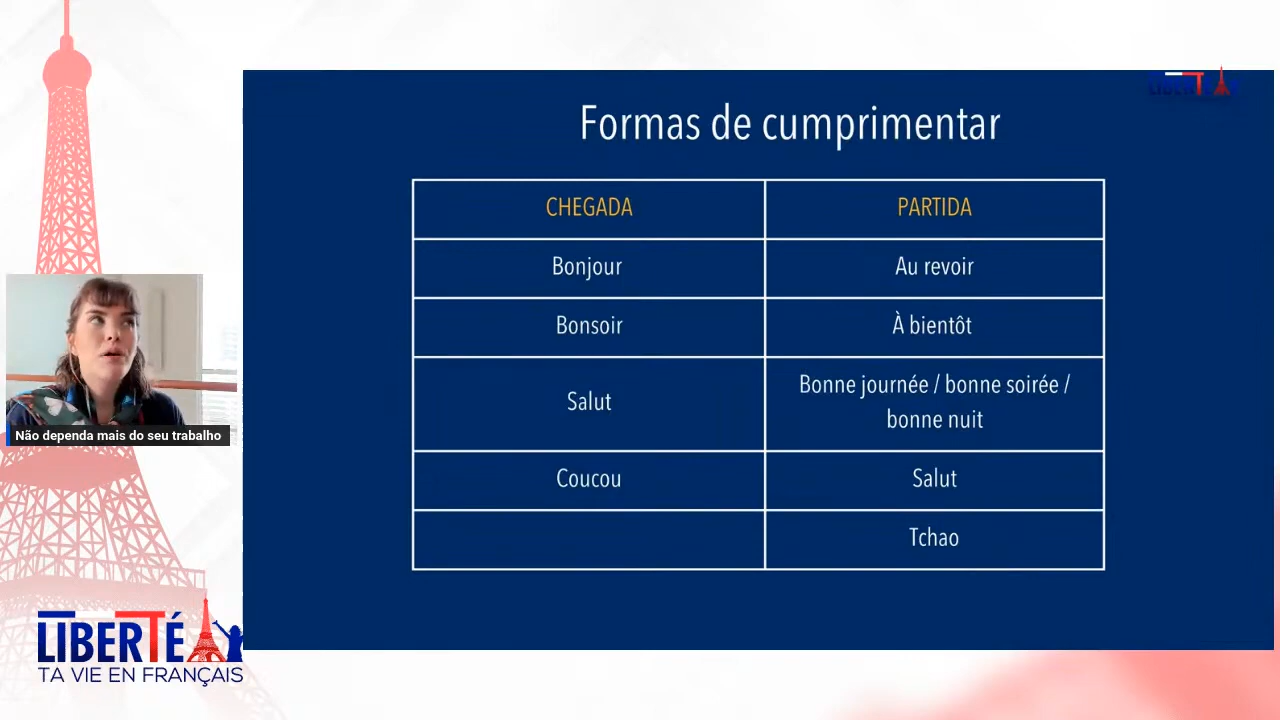 Formas de cumprimentar
CHEGADA
PARTIDA
Bonjour
Au revoir
Bonsoir
À bientôt
Salut
Bonne journée / bonne soirée /
bonne nuit
Coucou
Salut
Tchao
Não dependa mais do seu trabalho
LIBERTÉ
TA VIE EN FRANÇAIS
LIBERTÉ